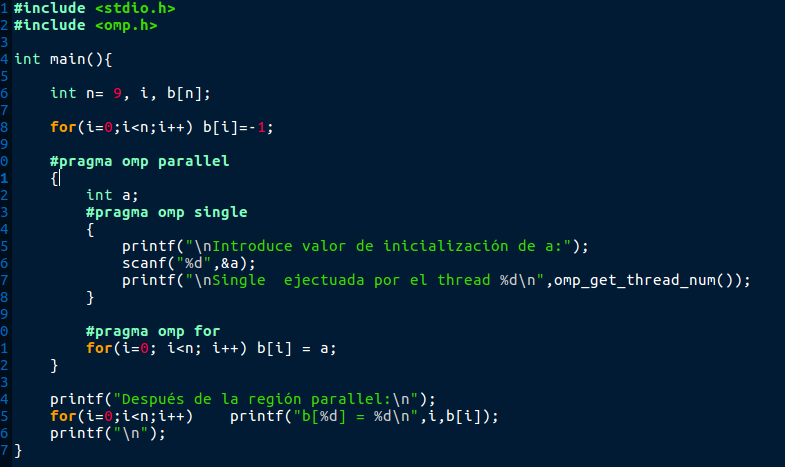 1 #include <stdio.h>
2 #include <omp.h>
3
4 int main(){
5
6 int n= 9, i, b[n];
7
8 for(i=0;i<n;i++) b[i]=-1;
9
0 #pragma omp parallel
1 {
2 int a;
3 #pragma omp single
4 {
5 printf("\nIntroduce valor de inicialización de a:");
6 scanf("%d",&a);
7 printf("\nSingle  ejectuada por el thread %d\n",omp_get_thread_num());
8 }
9
0 #pragma omp for
1 for(i=0; i<n; i++) b[i] = a;
2 }
3
4 printf("Después de la región parallel:\n");
5 for(i=0;i<n;i++)    printf("b[%d] = %d\n",i,b[i]);
6 printf("\n");
7 }